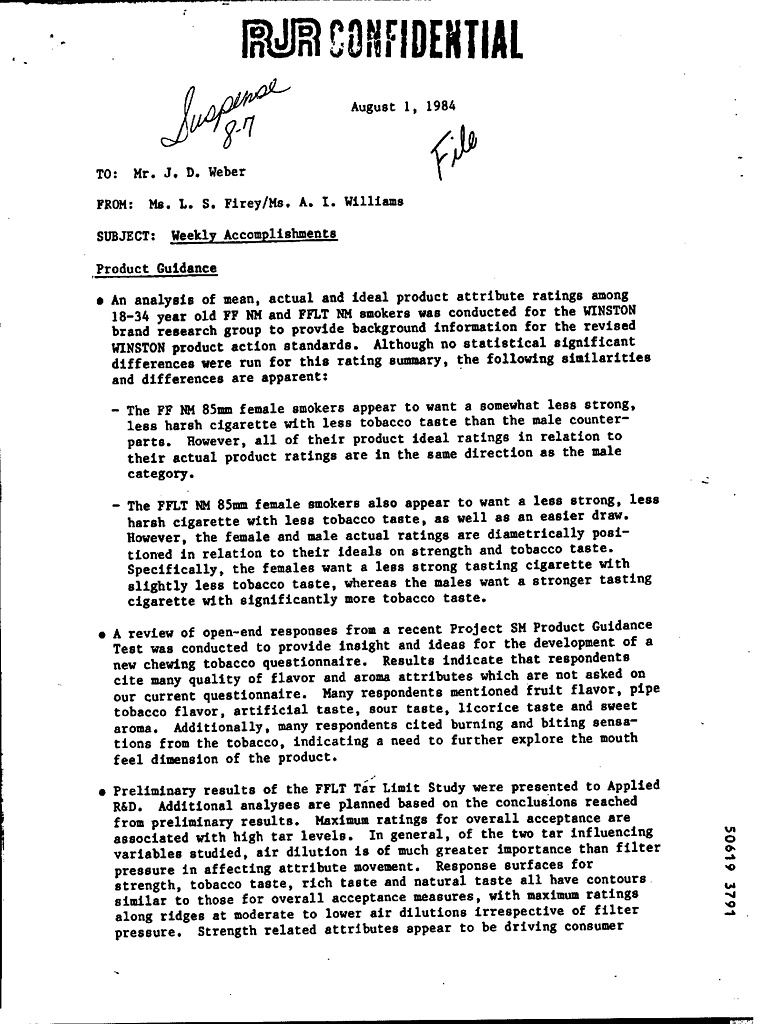 RJR CONFIDENTIAL
Suspense
8-7
August 1, 1984
File
TO: Mr. J. D. Weber
FROM: Ms. L. S. Firey/Ms. A. I. Williams
SUBJECT: Weekly Accomplishments
Product Guidance
● An analysis of mean, actual and ideal product attribute ratings among
18-34 year old FF NM and FFLT NM smokers was conducted for the WINSTON
brand research group to provide background information for the revised
WINSTON product action standards. Although no statistical significant
differences were run for this rating summary, the following similarities
and differences are apparent:
- The FF NM 85mm female smokers appear to want a somewhat less strong,
less harsh cigarette with less tobacco taste than the male counter-
parts. However, all of their product ideal ratings in relation to
their actual product ratings are in the same direction as the male
category.
- The FFLT NM 85mm female smokers also appear to want a less strong, less
harsh cigarette with less tobacco taste, as well as an easier draw.
However, the female and male actual ratings are diametrically posi-
tioned in relation to their ideals on strength and tobacco taste.
Specifically, the females want a less strong tasting cigarette with
slightly less tobacco taste, whereas the males want a stronger tasting
cigarette with significantly more tobacco taste.
● A review of open-end responses from a recent Project SM Product Guidance
Test was conducted to provide insight and ideas for the development of a
new chewing tobacco questionnaire. Results indicate that respondents
cite many quality of flavor and aroma attributes which are not asked on
our current questionnaire. Many respondents mentioned fruit flavor, pipe
tobacco flavor, artificial taste, sour taste, licorice taste and sweet
aroma. Additionally, many respondents cited burning and biting sensa-
tions from the tobacco, indicating a need to further explore the mouth
feel dimension of the product.
● Preliminary results of the FFLT Tar Limit Study were presented to Applied
R&D. Additional analyses are planned based on the conclusions reached
from preliminary results. Maximum ratings for overall acceptance are
associated with high tar levels. In general, of the two tar influencing
variables studied, air dilution is of much greater importance than filter
pressure in affecting attribute movement. Response surfaces for
strength, tobacco taste, rich taste and natural taste all have contours
similar to those for overall acceptance measures, with maximum ratings
along ridges at moderate to lower air dilutions irrespective of filter
pressure. Strength related attributes appear to be driving consumer
50619 3791